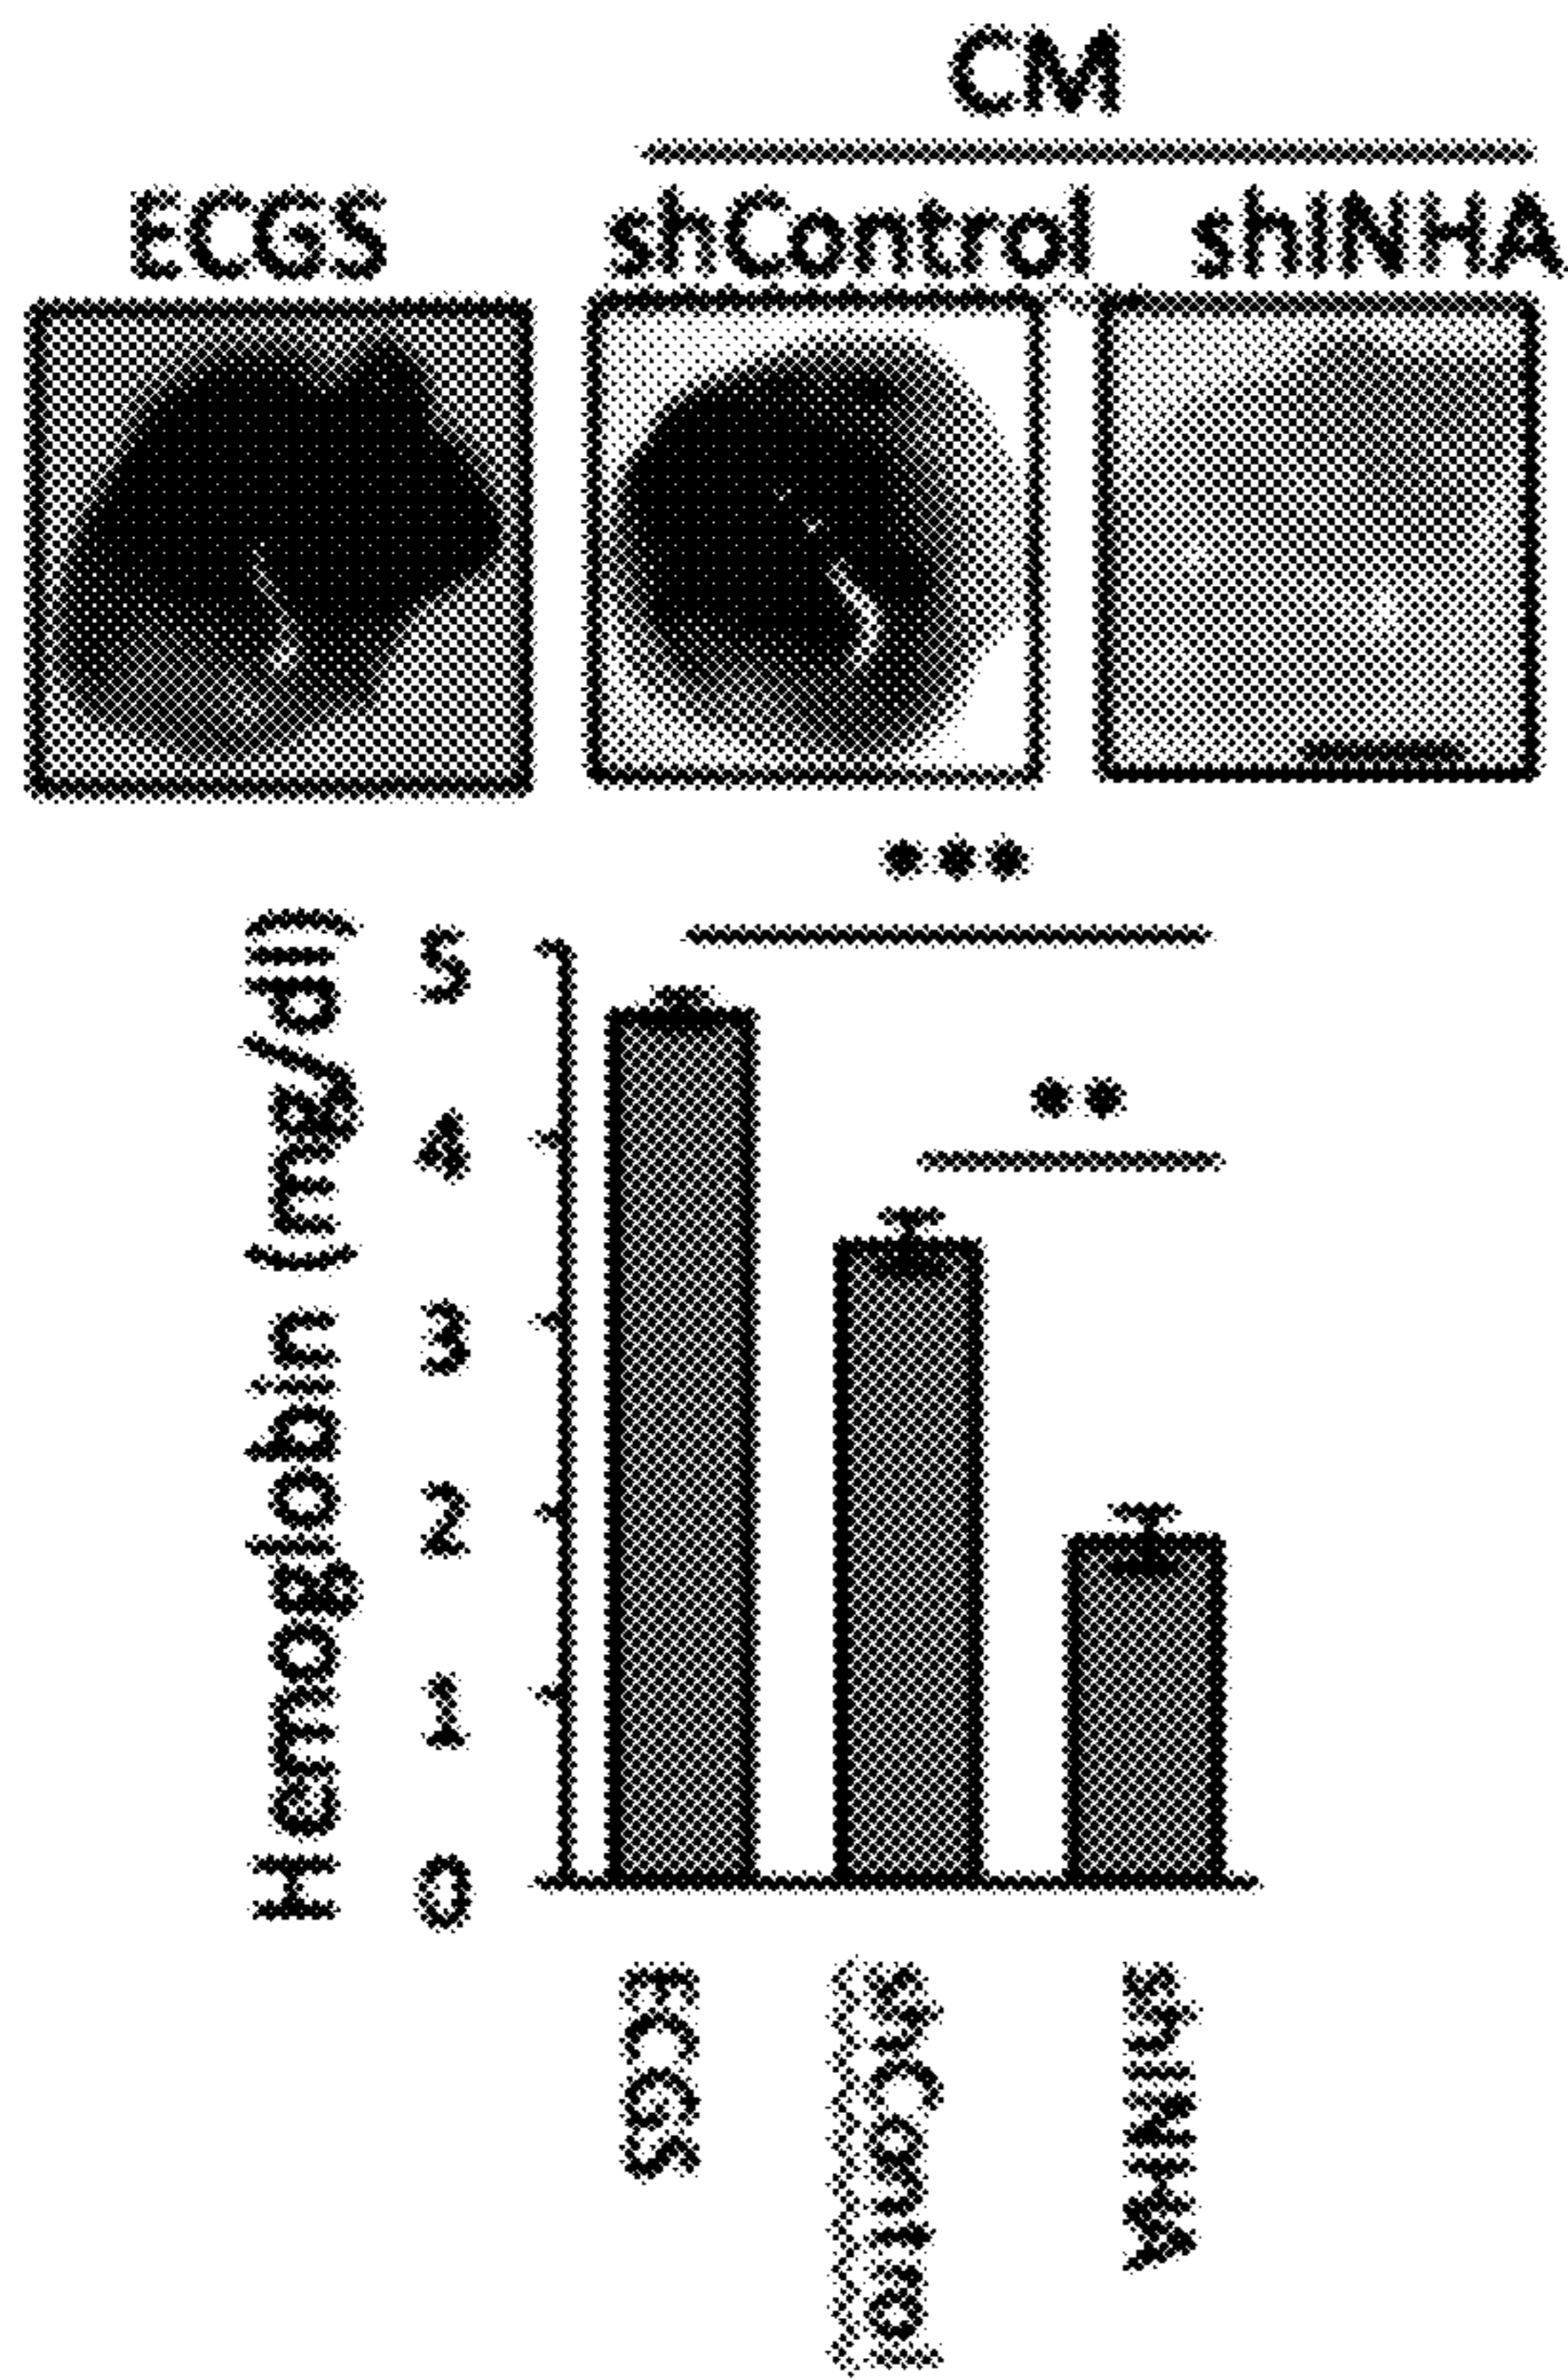 CM
ECGS shControl shINHA
***
Hemoglobin (mg/dl)
5
**
4
3
2
1
0
ECGS
shControl
shINHA